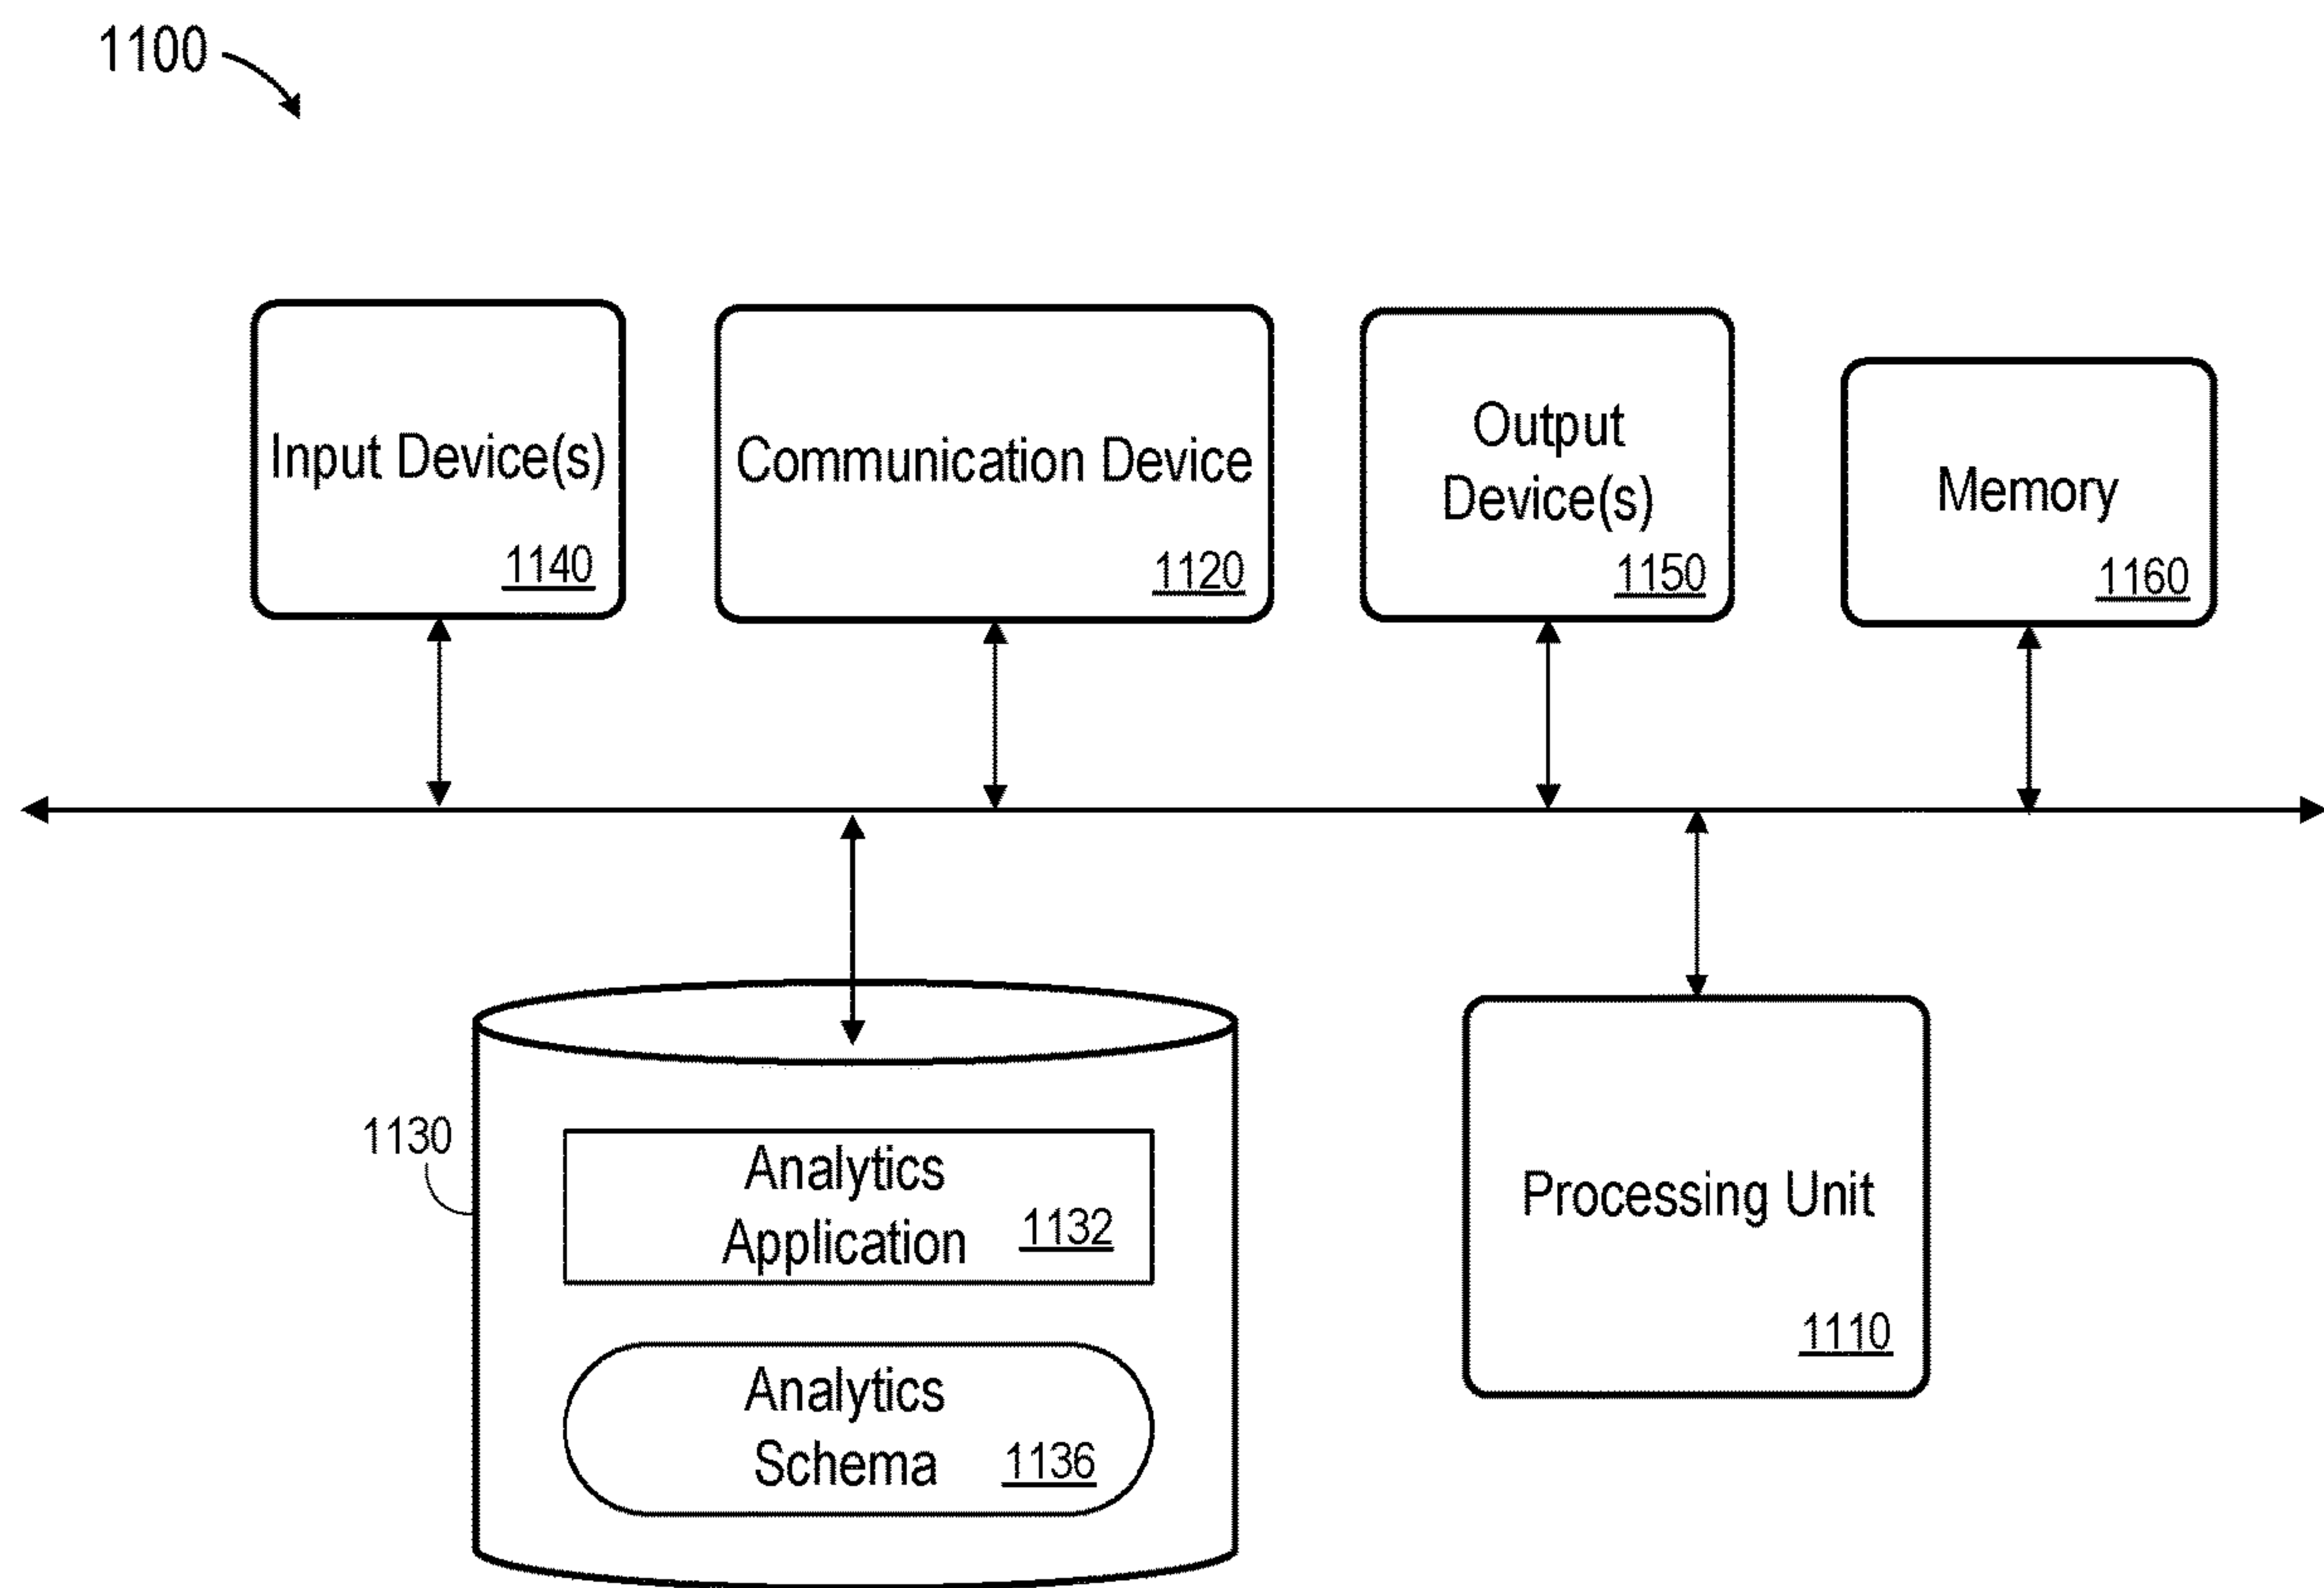 1100
Input Device(s)
1140
Communication Device
1120
Output
Device(s)
1150
Memory
1160
1130
Analytics
Application 1132
Analytics
Schema 1136
Processing Unit
1110